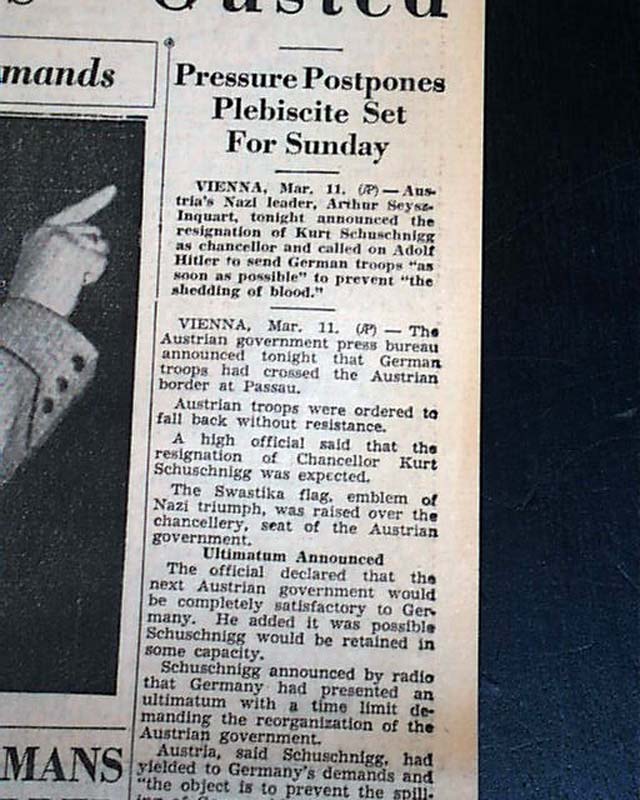 Ousted
mands
Pressure Postpones
Plebiscite Set
For Sunday
VIENNA, Mar. 11. (AP) — Aus-
tria's Nazi leader, Arthur Seysz-
Inquart, tonight announced the
resignation of Kurt Schuschnigg
as chancellor and called on Adolf
Hitler to send German troops "as
soon as possible" to prevent "the
shedding of blood."
VIENNA, Mar. 11. (AP) — The
Austrian government press bureau
announced tonight that German
troops had crossed the Austrian
border at Passau.
Austrian troops were ordered to
fall back without resistance.
A high official said that the
resignation of Chancellor Kurt
Schuschnigg was expected.
The Swastika flag, emblem of
Nazi triumph, was raised over the
chancellery, seat of the Austrian
government.
Ultimatum Announced
The official declared that the
next Austrian government would
be completely satisfactory to Ger-
many. He added it was possible
Schuschnigg would be retained in
some capacity.
Schuschnigg announced by radio
that Germany had presented an
ultimatum with a time limit de-
manding the reorganization of the
Austrian government.
Austria, said Schuschnigg, had
yielded to Germany's demands and
"the object is to prevent the spill-
MANS